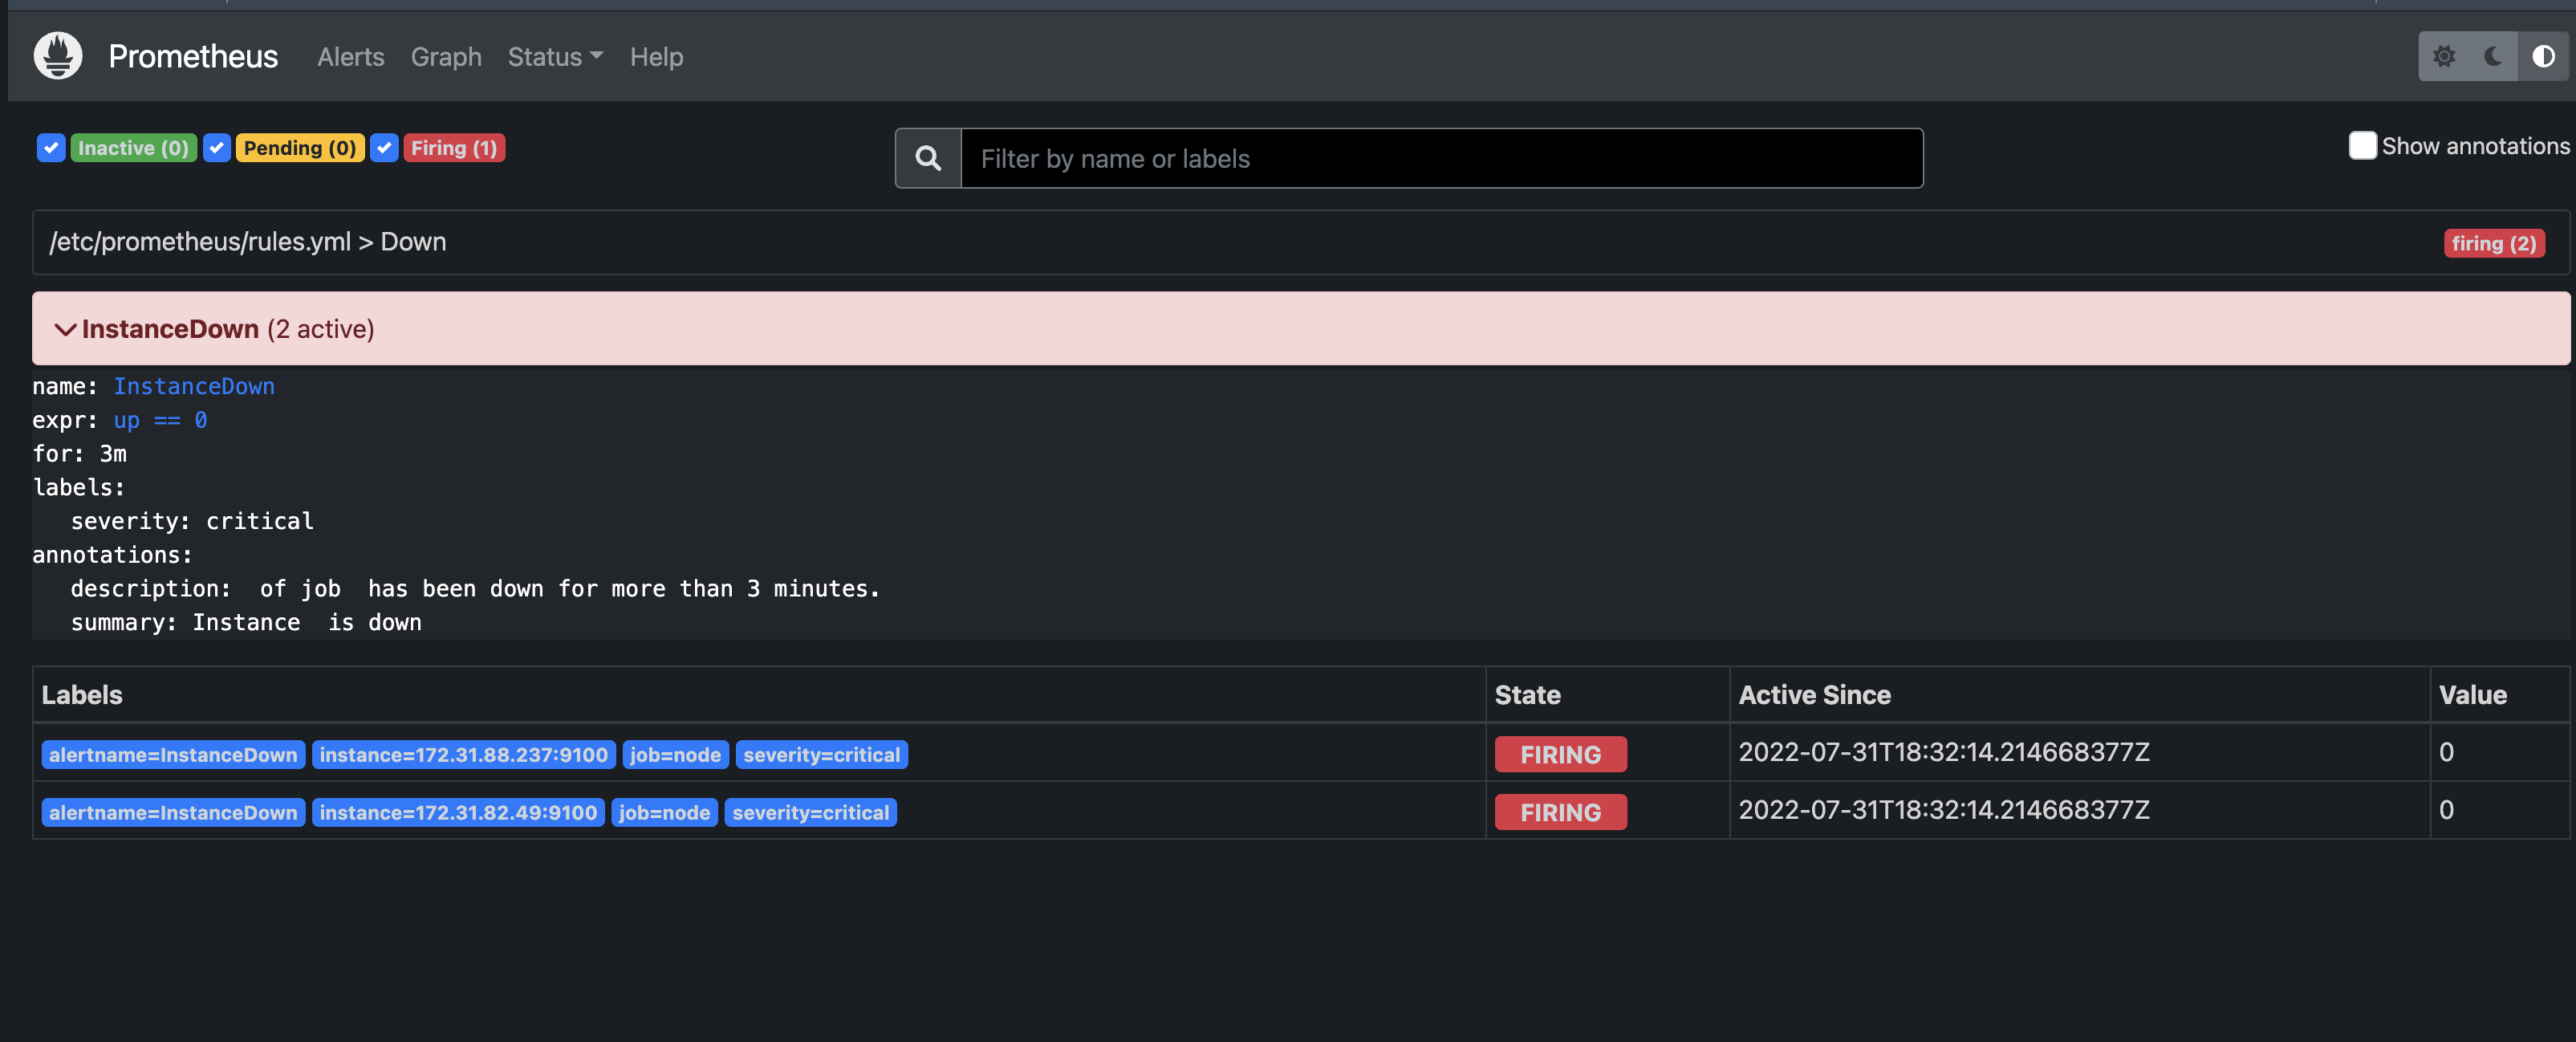 Prometheus Alerts Graph Status Help
Inactive (0) Pending (0) Firing (1) Filter by name or labels Show annotations
/etc/prometheus/rules.yml > Down firing (2)
InstanceDown (2 active)
name: InstanceDown
expr: up == 0
for: 3m
labels:
severity: critical
annotations:
description:  of job  has been down for more than 3 minutes.
summary: Instance  is down
Labels State Active Since Value
alertname=InstanceDown instance=172.31.88.237:9100 job=node severity=critical FIRING 2022-07-31T18:32:14.214668377Z 0
alertname=InstanceDown instance=172.31.82.49:9100 job=node severity=critical FIRING 2022-07-31T18:32:14.214668377Z 0